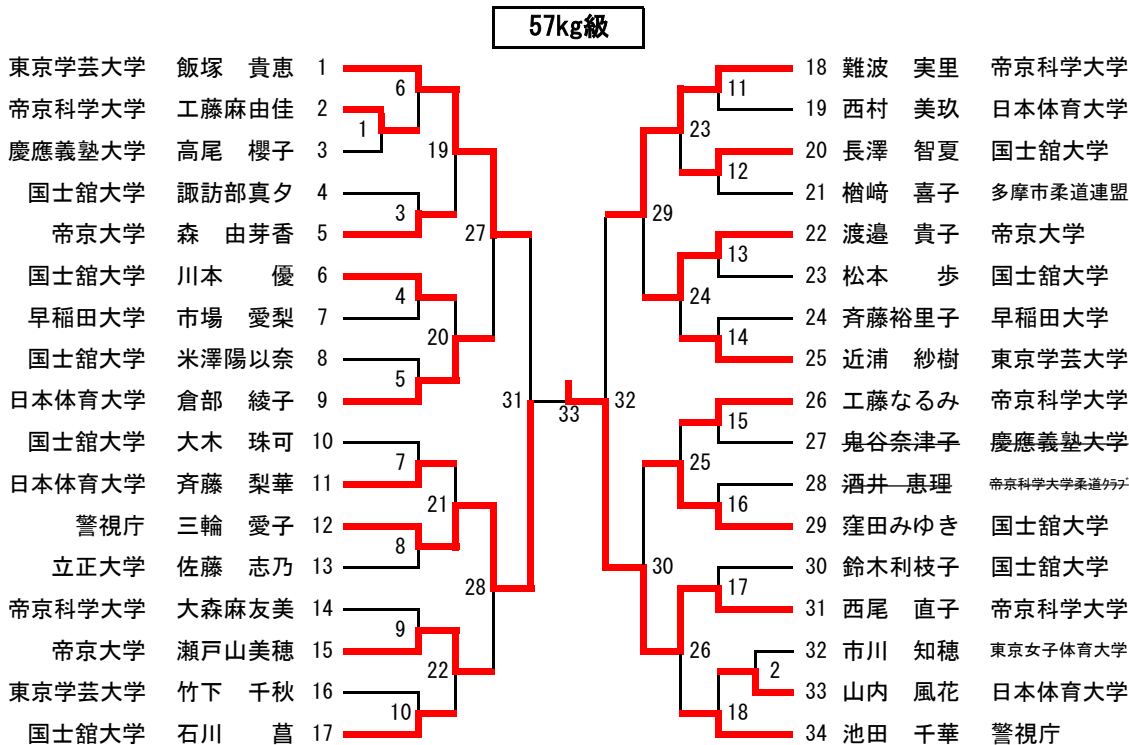 57kg級
東京学芸大学 飯塚 貴恵 1
帝京科学大学 工藤麻由佳 2
慶應義塾大学 高尾 櫻子 3
国士舘大学 諏訪部真夕 4
帝京大学 森 由芽香 5
国士舘大学 川本 優 6
早稲田大学 市場 愛梨 7
国士舘大学 米澤陽以奈 8
日本体育大学 倉部 綾子 9
国士舘大学 大木 珠可 10
日本体育大学 斉藤 梨華 11
警視庁 三輪 愛子 12
立正大学 佐藤 志乃 13
帝京科学大学 大森麻友美 14
帝京大学 瀬戸山美穂 15
東京学芸大学 竹下 千秋 16
国士舘大学 石川 菖 17
1
6
3
4
5
7
8
9
10
19
20
21
22
27
28
31
33
32
29
30
23
24
25
26
11
12
13
14
15
16
17
2
18
18 難波 実里 帝京科学大学
19 西村 美玖 日本体育大学
20 長澤 智夏 国士舘大学
21 楢﨑 喜子 多摩市柔道連盟
22 渡邉 貴子 帝京大学
23 松本 歩 国士舘大学
24 斉藤裕里子 早稲田大学
25 近浦 紗樹 東京学芸大学
26 工藤なるみ 帝京科学大学
27 鬼谷奈津子 慶應義塾大学
28 酒井 恵理 帝京科学大学柔道クラブ
29 窪田みゆき 国士舘大学
30 鈴木利枝子 国士舘大学
31 西尾 直子 帝京科学大学
32 市川 知穂 東京女子体育大学
33 山内 風花 日本体育大学
34 池田 千華 警視庁